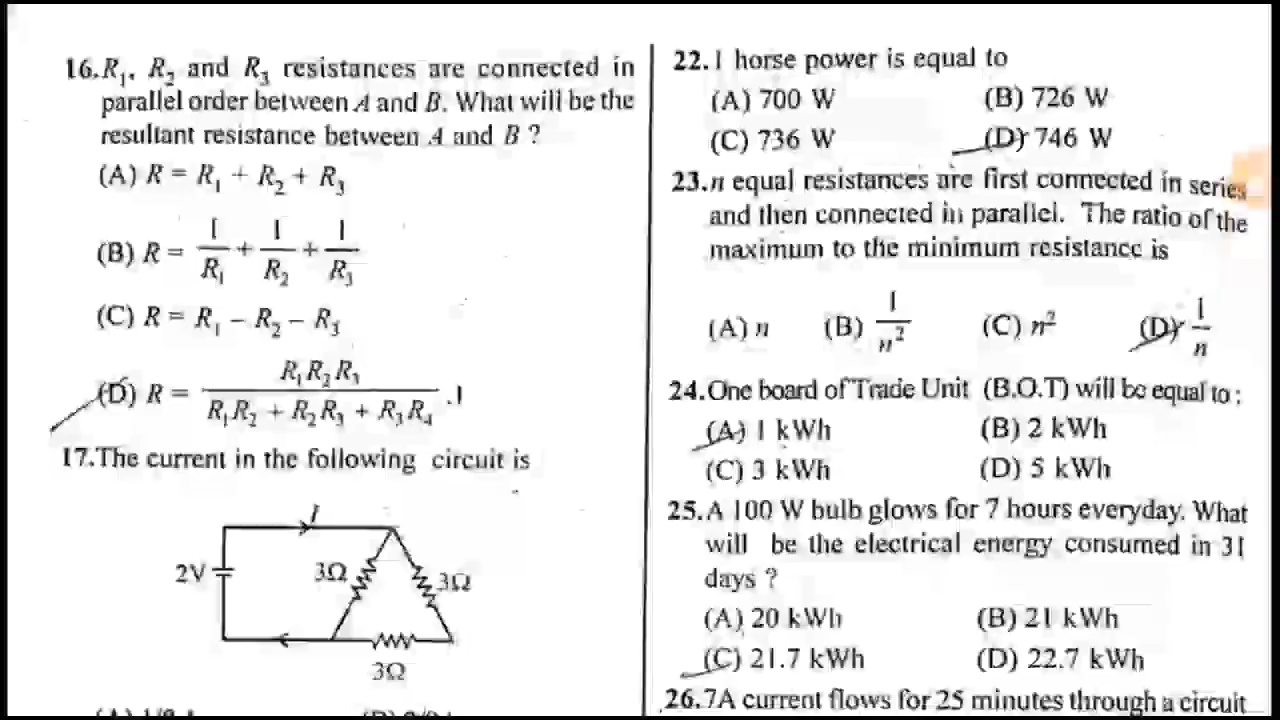 16. R₁, R₂ and R₃ resistances are connected in
parallel order between A and B. What will be the
resultant resistance between A and B ?
(A) R = R₁ + R₂ + R₃
(B) R = 1/R₁ + 1/R₂ + 1/R₃
(C) R = R₁ − R₂ − R₃
(D) R = R₁R₂R₃ / (R₁R₂ + R₂R₃ + R₃R₄) .1
17. The current in the following circuit is
I
2V
3Ω
3Ω
3Ω
22. 1 horse power is equal to
(A) 700 W (B) 726 W
(C) 736 W (D) 746 W
23. n equal resistances are first connected in series
and then connected in parallel. The ratio of the
maximum to the minimum resistance is
(A) n (B) 1/n² (C) n² (D) 1/n
24. One board of Trade Unit (B.O.T) will be equal to :
(A) 1 kWh (B) 2 kWh
(C) 3 kWh (D) 5 kWh
25. A 100 W bulb glows for 7 hours everyday. What
will be the electrical energy consumed in 31
days ?
(A) 20 kWh (B) 21 kWh
(C) 21.7 kWh (D) 22.7 kWh
26. 7A current flows for 25 minutes through a circuit